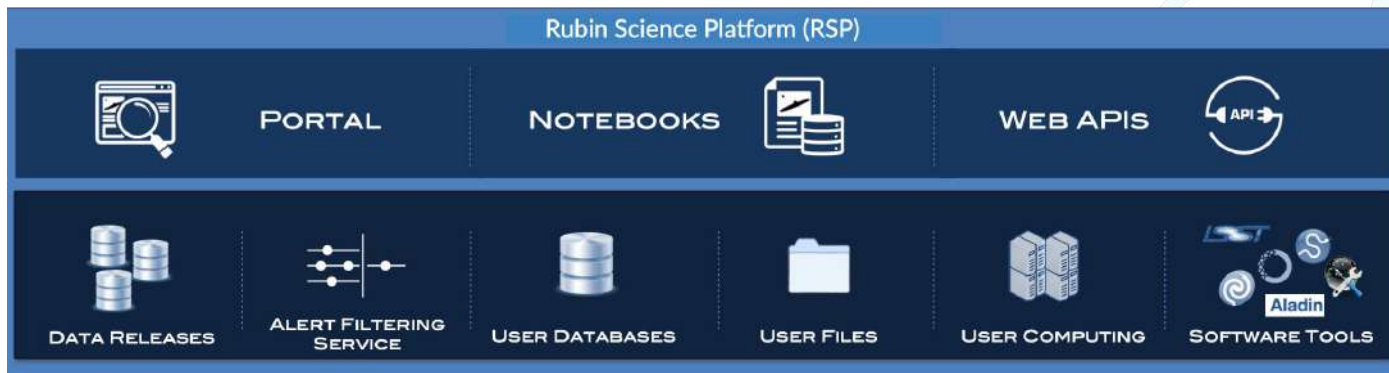 Rubin Science Platform (RSP)
PORTAL
NOTEBOOKS
WEB APIS
API
DATA RELEASES
ALERT FILTERING
SERVICE
USER DATABASES
USER FILES
USER COMPUTING
LSST
Aladin
SOFTWARE TOOLS